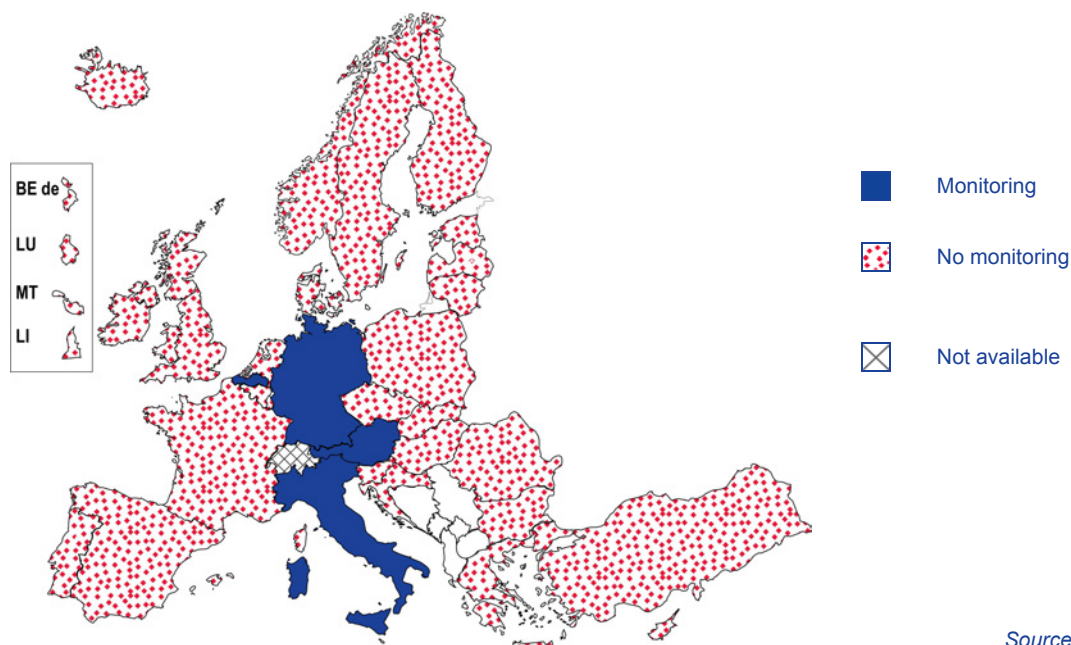 BE de
LU
MT
LI
Monitoring
No monitoring
Not available
Source